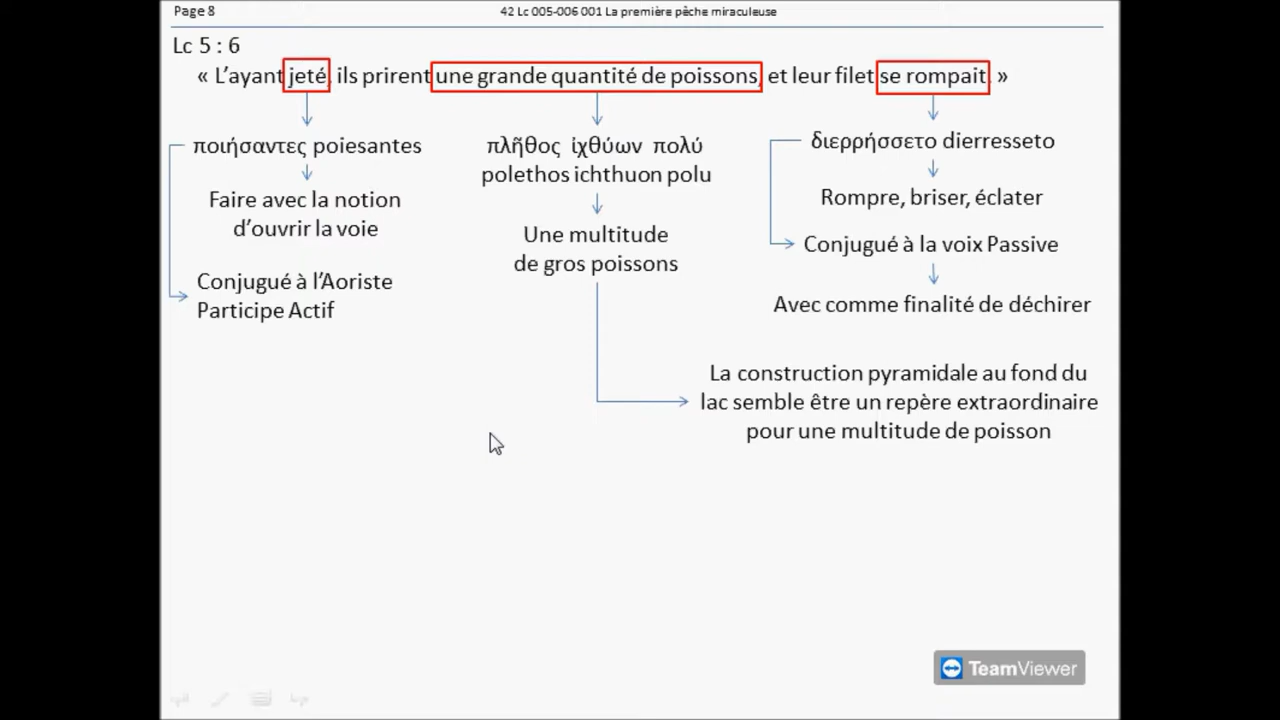 Page 8
42 Lc 005-006 001 La première pêche miraculeuse
Lc 5 : 6
« L’ayant jeté, ils prirent une grande quantité de poissons, et leur filet se rompait. »
ποιήσαντες poiesantes
Faire avec la notion
d’ouvrir la voie
Conjugué à l’Aoriste
Participe Actif
πλῆθος ἰχθύων πολύ
polethos ichthuon polu
Une multitude
de gros poissons
διερρήσσετο dierresseto
Rompre, briser, éclater
Conjugué à la voix Passive
Avec comme finalité de déchirer
La construction pyramidale au fond du
lac semble être un repère extraordinaire
pour une multitude de poisson
TeamViewer